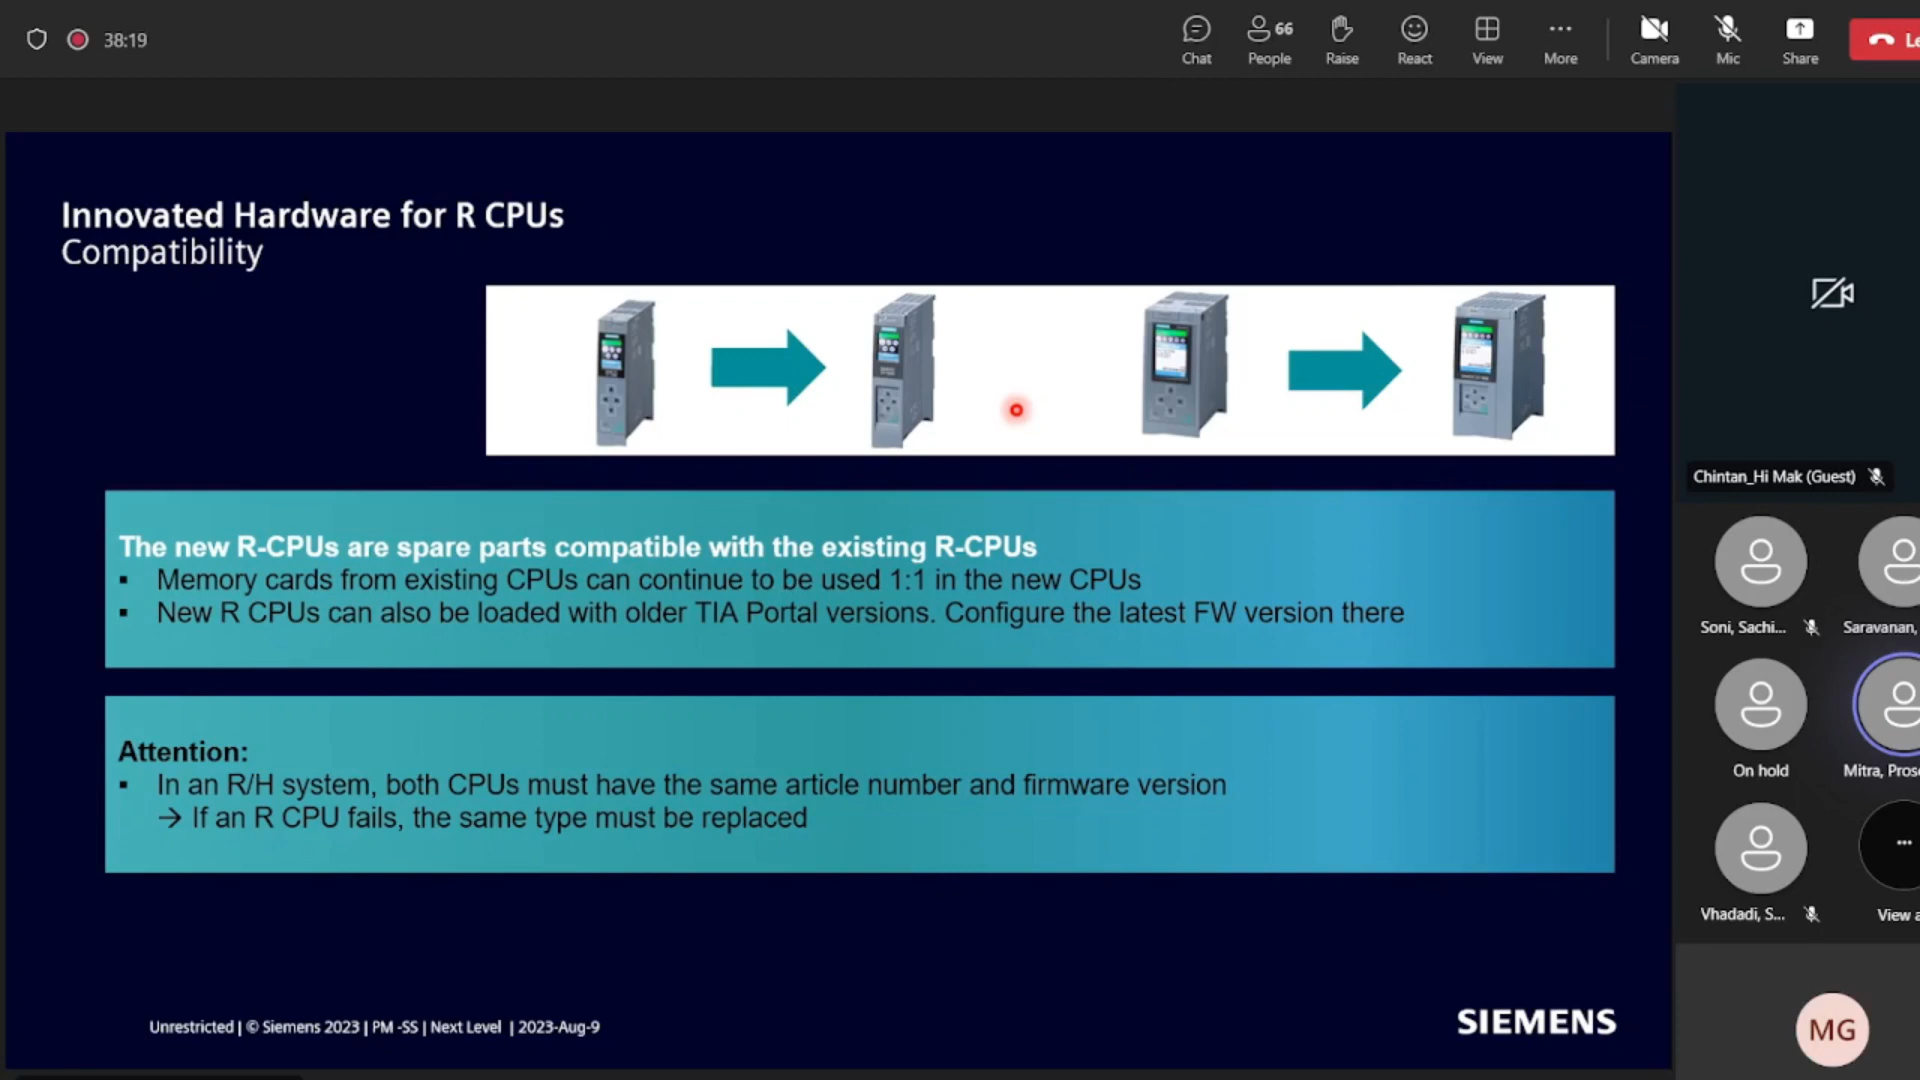 38:19
Chat
66
People
Raise
React
View
More
Camera
Mic
Share
Innovated Hardware for R CPUs
Compatibility
The new R-CPUs are spare parts compatible with the existing R-CPUs
▪ Memory cards from existing CPUs can continue to be used 1:1 in the new CPUs
▪ New R CPUs can also be loaded with older TIA Portal versions. Configure the latest FW version there
Attention:
▪ In an R/H system, both CPUs must have the same article number and firmware version
→ If an R CPU fails, the same type must be replaced
Unrestricted | © Siemens 2023 | PM -SS | Next Level | 2023-Aug-9
SIEMENS
Chintan_Hi Mak (Guest)
Soni, Sachi...
Saravanan,
On hold
Mitra, Pros
Vhadadi, S...
View a
MG